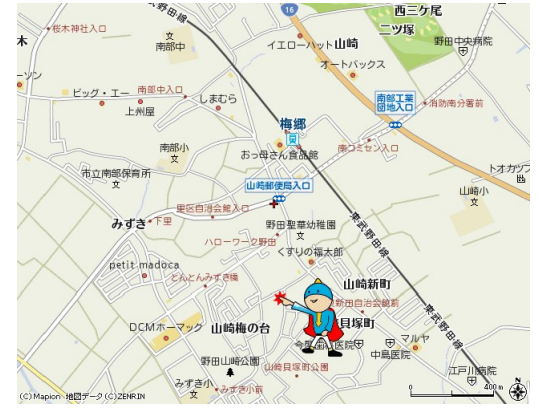 16
西三ケ尾
桜木神社入口
南部中
イエローハット
山崎
二ツ塚
野田中央病院
木
オートバックス
ーソン
ビッグ・エー
南部中入口
しまむら
上州屋
南部工業
団地入口
消防南分署前
梅郷
南部小
おっ母さん食品館
南コミセン入口
市立南部保育所
トオカツフ
山崎郵便局入口
山崎小
みずき
下里
里区自治会館入口
野田聖華幼稚園
東武野田線
ハローワーク野田
くすりの福太郎
petit madoca
とんとんみずき橋
山崎新町
新田自治会館前
DCMホーマック
山崎梅の台
貝塚町
マルヤ
中島医院
野田山崎公園
山崎貝塚町公園
江戸川病院
みずき小
みずき小前
東武野田線
0
400m
(C)Mapion 地図データ(C)ZENRIN